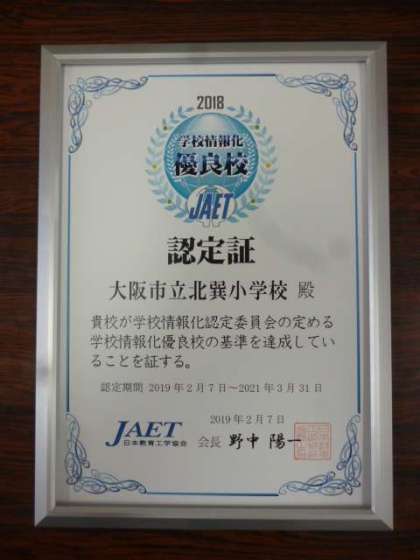 2018
学校情報化
優良校
JAET
認定証
大阪市立北巽小学校 殿
貴校が学校情報化認定委員会の定める
学校情報化優良校の基準を達成してい
ることを証する。
認定期間 2019年2月7日～2021年3月31日
2019年2月7日
JAET
日本教育工学協会
会長 野中 陽一